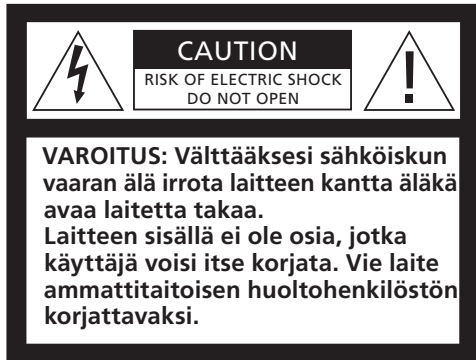 CAUTION
RISK OF ELECTRIC SHOCK
DO NOT OPEN
VAROITUS: Välttääksesi sähköiskun
vaaran älä irrota laitteen kantta äläkä
avaa laitetta takaa.
Laitteen sisällä ei ole osia, jotka
käyttäjä voisi itse korjata. Vie laite
ammattitaitoisen huoltohenkilöstön
korjattavaksi.